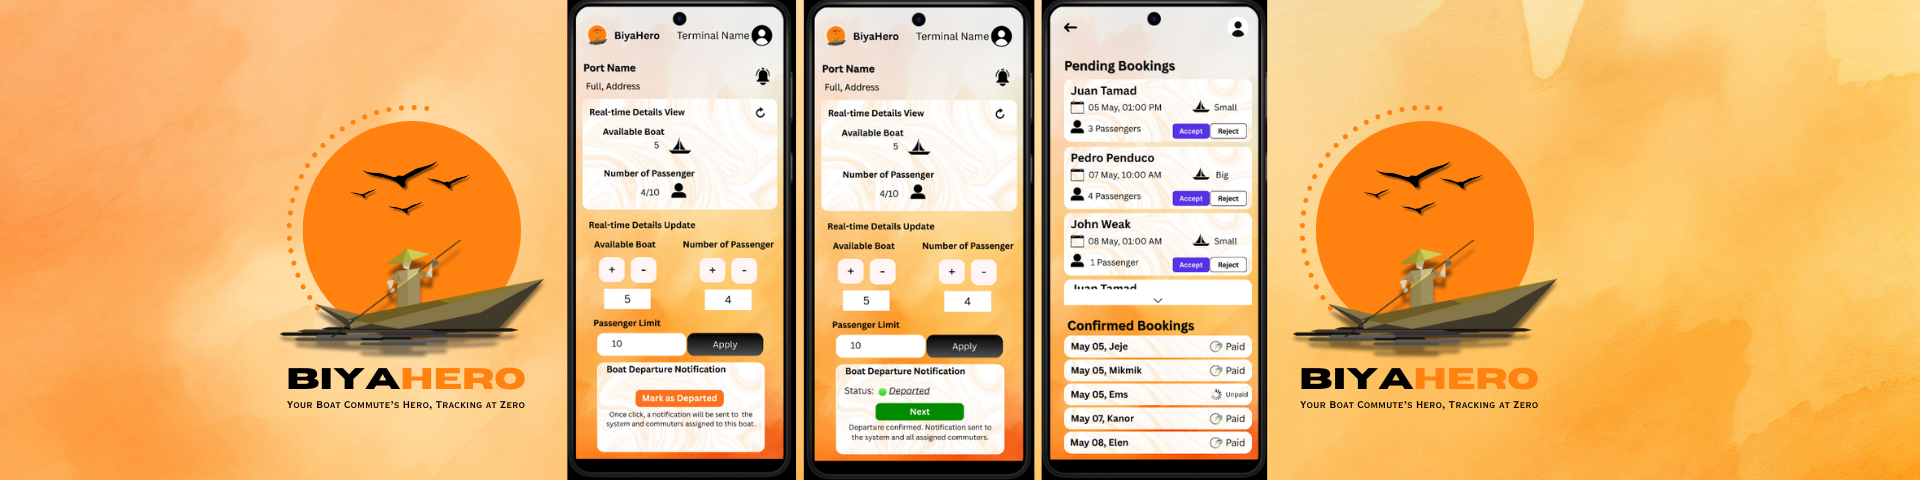 BIYAHERO
Your Boat Commute's Hero, Tracking at Zero
BiyaHero Terminal Name
Port Name
Full, Address
Real-time Details View
Available Boat
5
Number of Passenger
4/10
Real-time Details Update
Available Boat Number of Passenger
+ - + -
5 4
Passenger Limit
10 Apply
Boat Departure Notification
Mark as Departed
Once click, a notification will be sent to the
system and commuters assigned to this boat.
BiyaHero Terminal Name
Port Name
Full, Address
Real-time Details View
Available Boat
5
Number of Passenger
4/10
Real-time Details Update
Available Boat Number of Passenger
+ - + -
5 4
Passenger Limit
10 Apply
Boat Departure Notification
Status: Departed
Next
Departure confirmed. Notification sent to
the system and all assigned commuters.
Pending Bookings
Juan Tamad
05 May, 01:00 PM Small
3 Passengers Accept Reject
Pedro Penduco
07 May, 10:00 AM Big
4 Passengers Accept Reject
John Weak
08 May, 01:00 AM Small
1 Passenger Accept Reject
Juan Tamad
Confirmed Bookings
May 05, Jeje Paid
May 05, Mikmik Paid
May 05, Ems Unpaid
May 07, Kanor Paid
May 08, Elen Paid
BIYAHERO
Your Boat Commute's Hero, Tracking at Zero